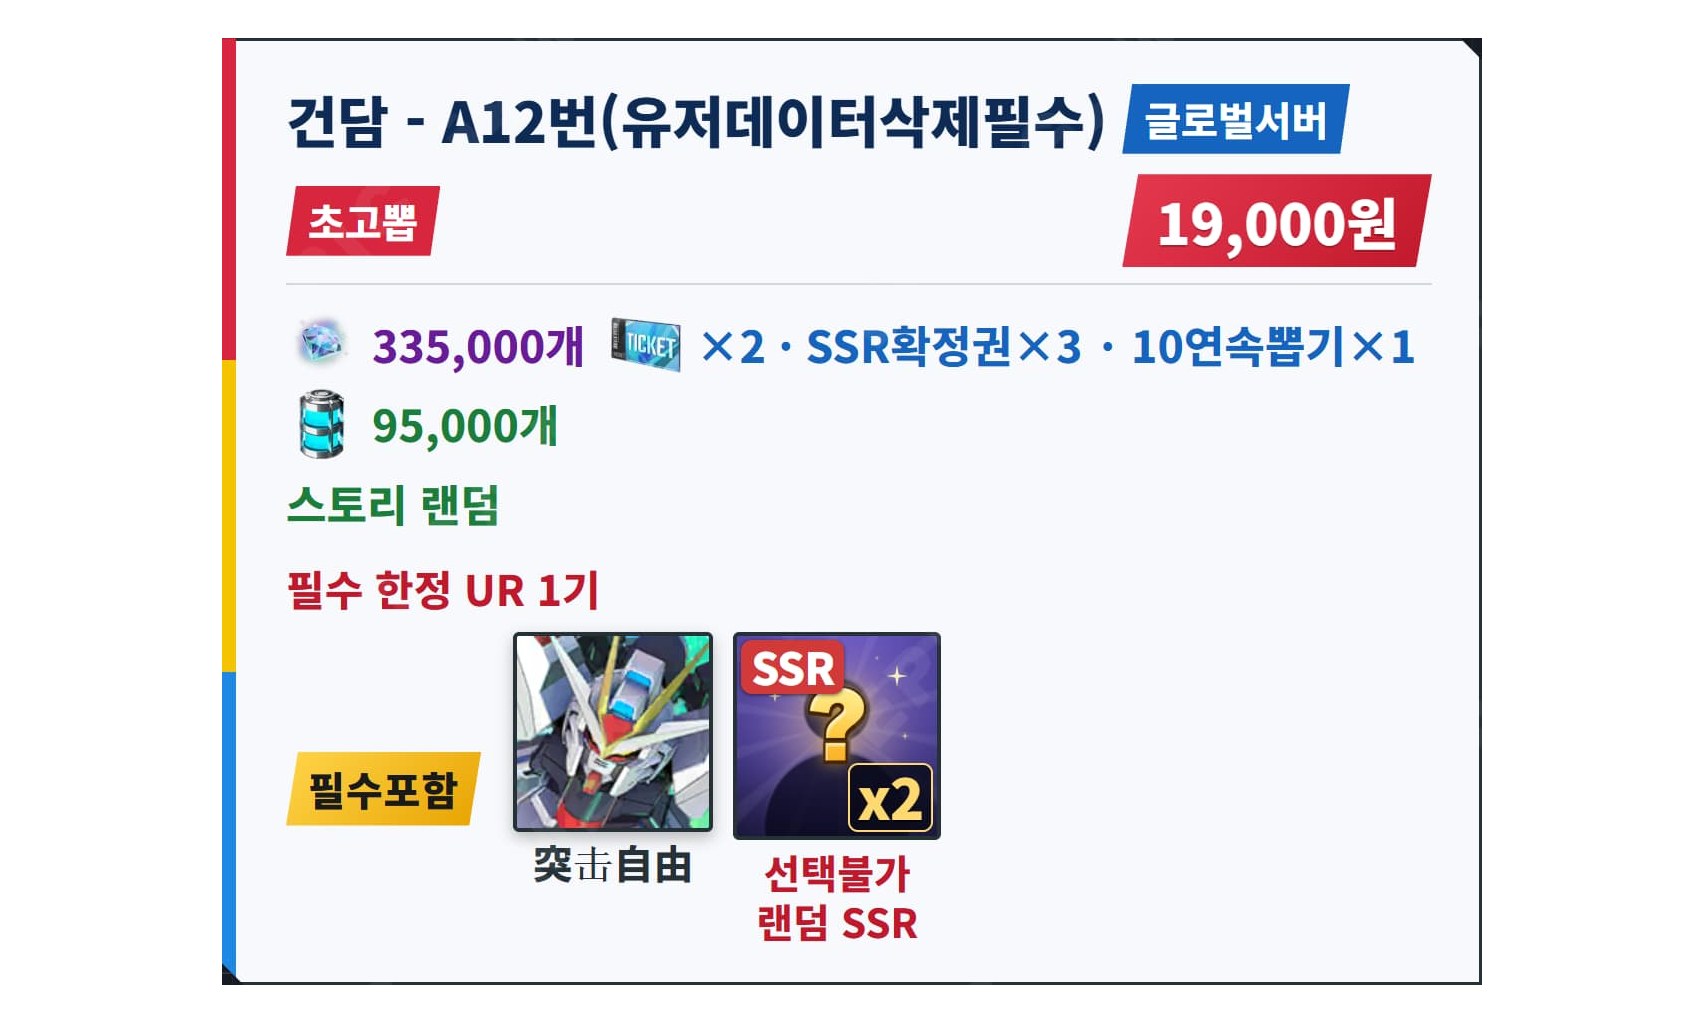 건담 - A12번(유저데이터삭제필수) 글로벌서버
초고뽑 19,000원
335,000개 TICKET ×2 · SSR확정권×3 · 10연속뽑기×1
95,000개
스토리 랜덤
필수 한정 UR 1기
필수포함
SSR
?
x2
突击自由
선택불가
랜덤 SSR